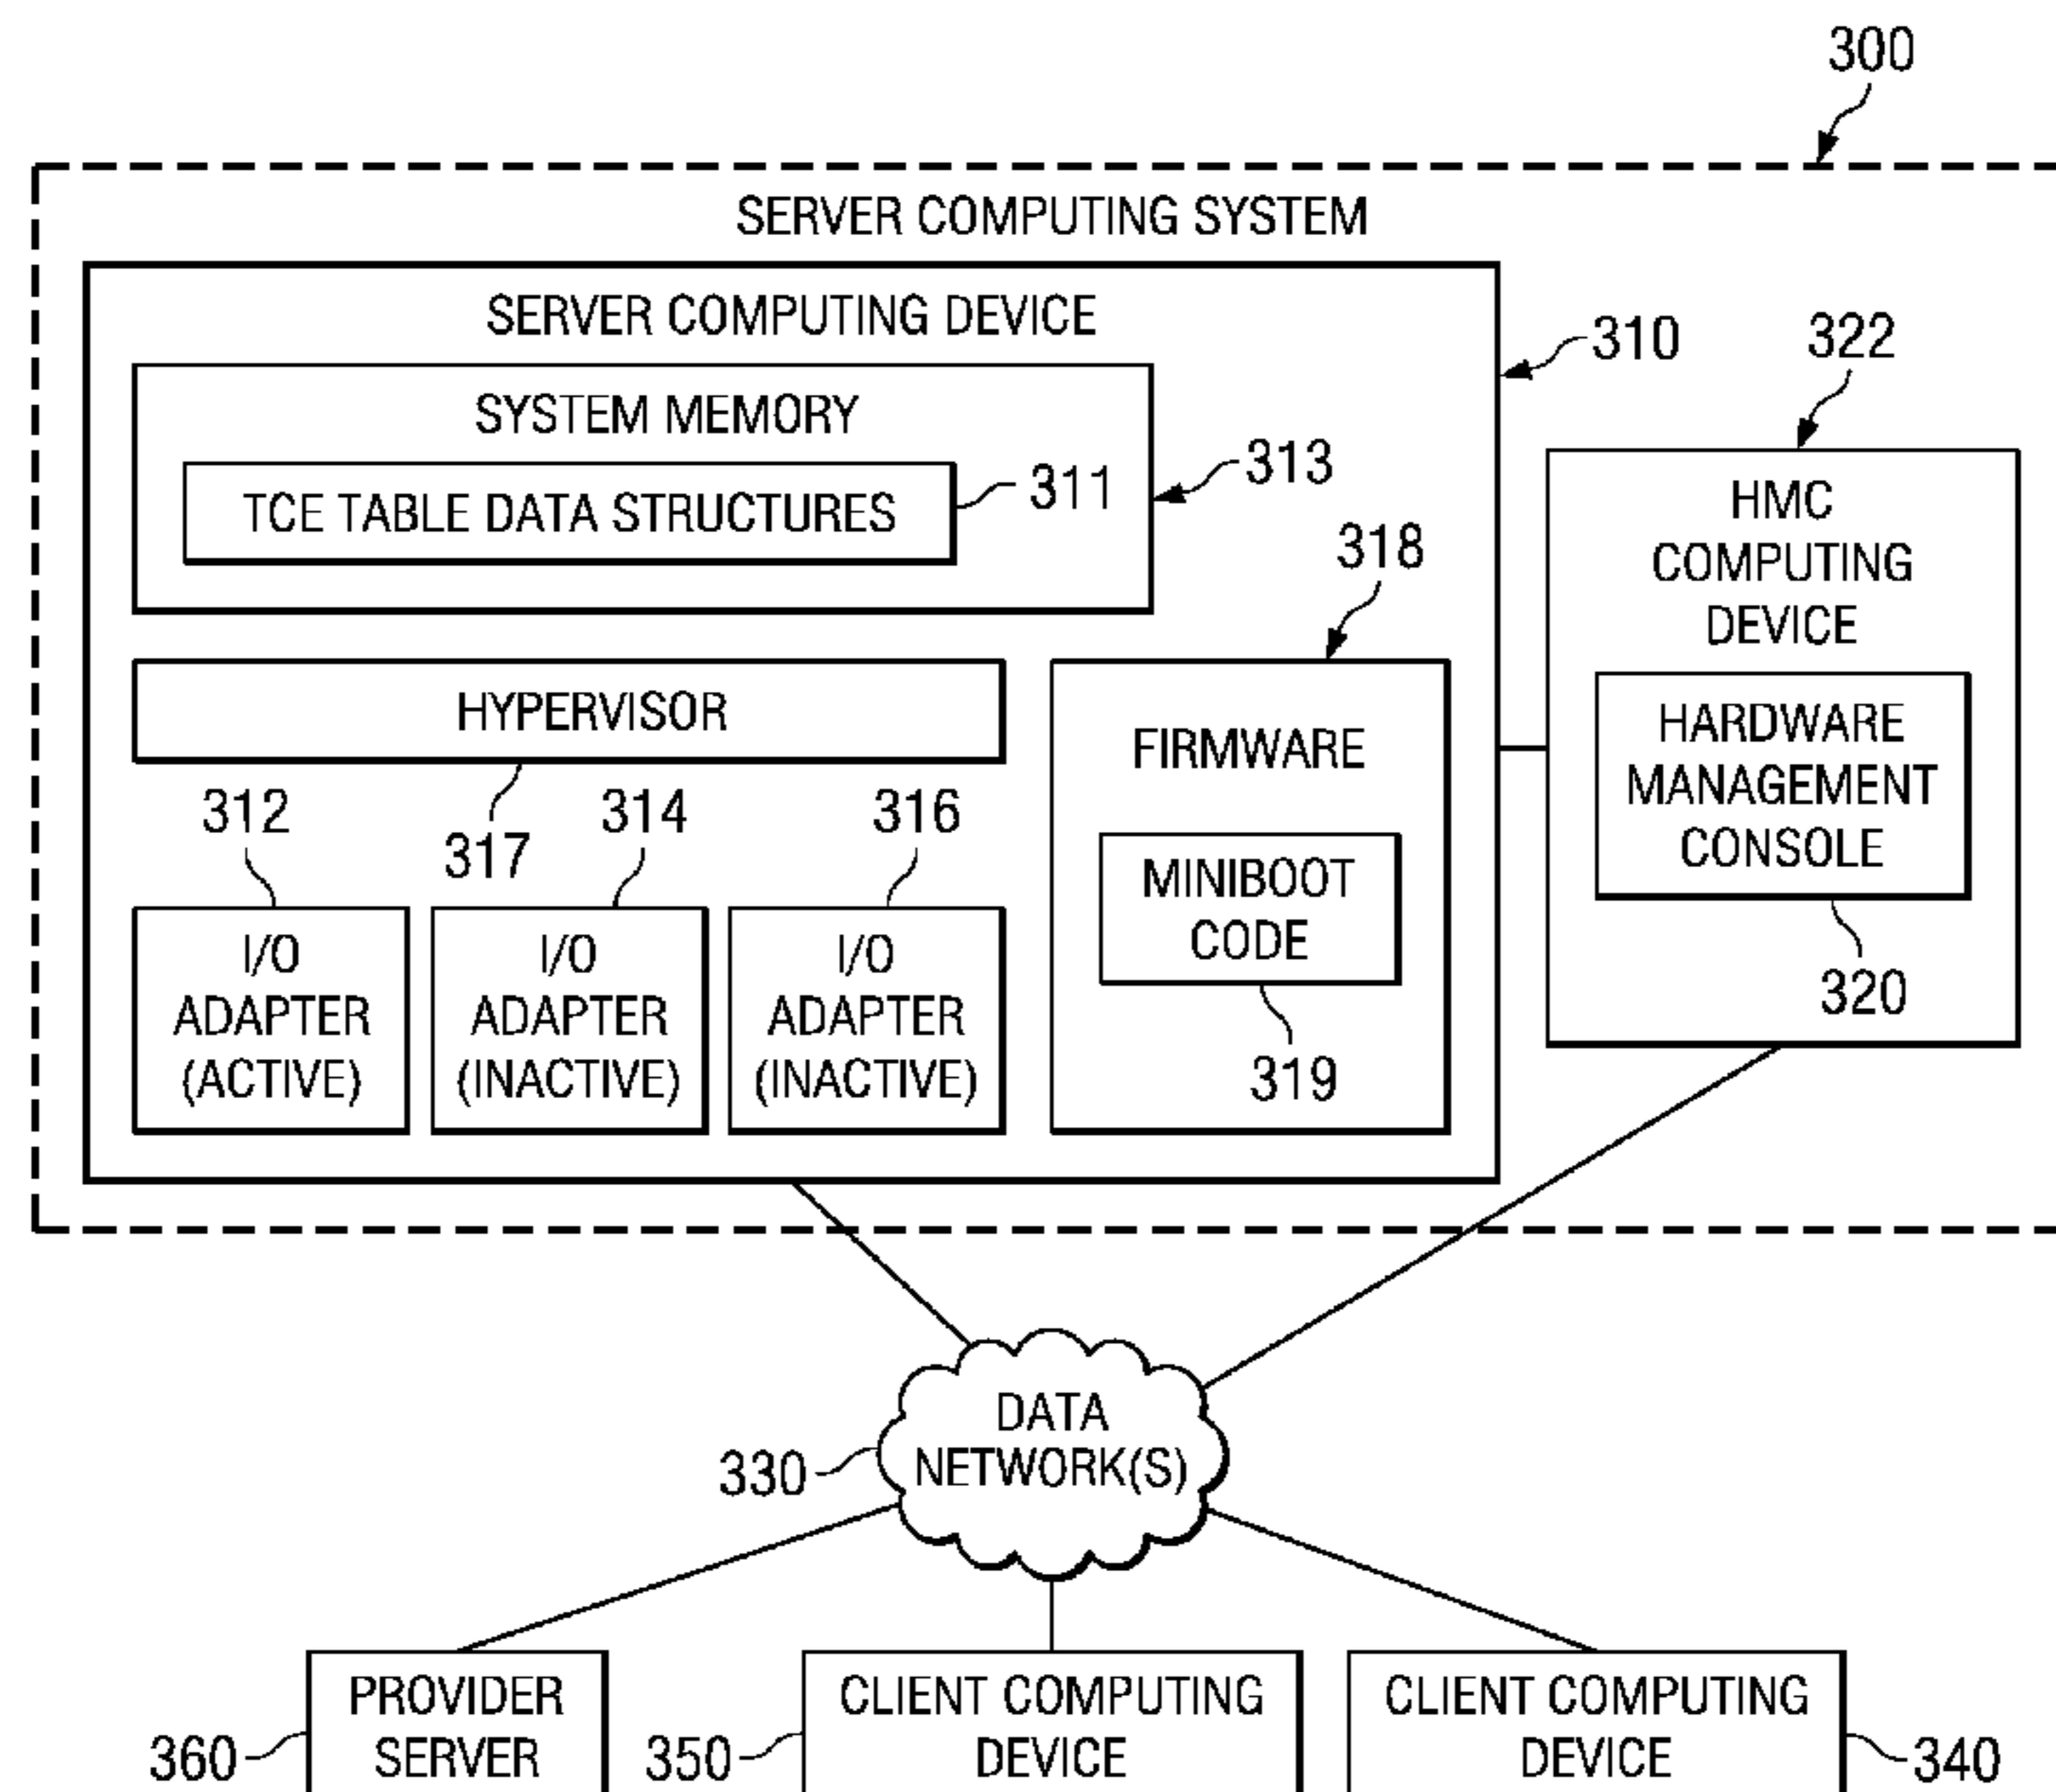 300
SERVER COMPUTING SYSTEM
SERVER COMPUTING DEVICE
310
322
SYSTEM MEMORY
313
TCE TABLE DATA STRUCTURES
311
318
HMC
COMPUTING
DEVICE
HYPERVISOR
317
FIRMWARE
HARDWARE
MANAGEMENT
CONSOLE
320
312
314
316
MINIBOOT
CODE
319
I/O
ADAPTER
(ACTIVE)
I/O
ADAPTER
(INACTIVE)
I/O
ADAPTER
(INACTIVE)
DATA
NETWORK(S)
330
PROVIDER
SERVER
360
CLIENT COMPUTING
DEVICE
350
CLIENT COMPUTING
DEVICE
340